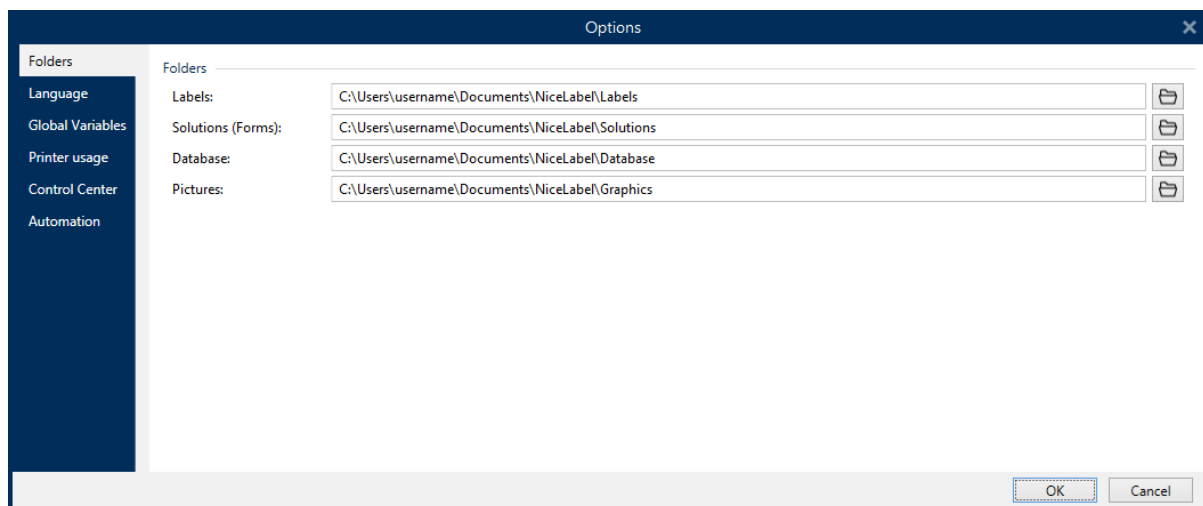 Options
Folders
Language
Global Variables
Printer usage
Control Center
Automation
Folders
Labels: C:\Users\username\Documents\NiceLabel\Labels
Solutions (Forms): C:\Users\username\Documents\NiceLabel\Solutions
Database: C:\Users\username\Documents\NiceLabel\Database
Pictures: C:\Users\username\Documents\NiceLabel\Graphics
OK Cancel